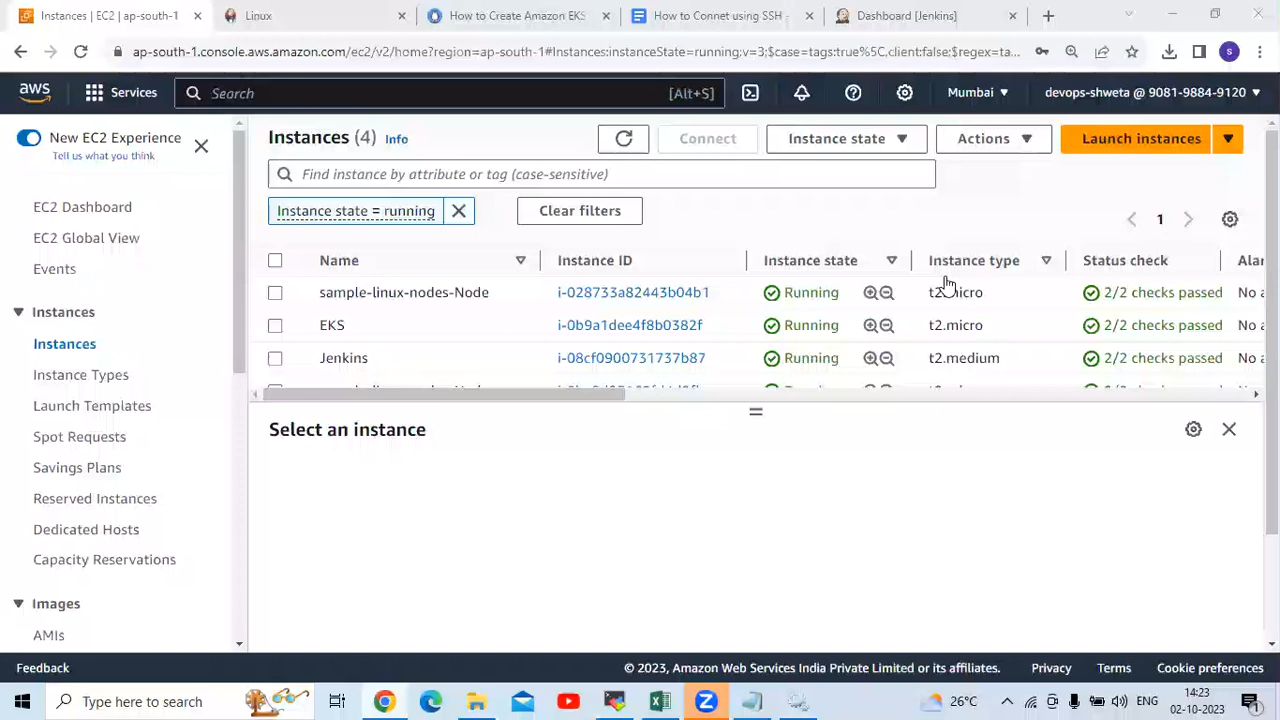 Instances | EC2 | ap-south-1
Linux
How to Create Amazon EKS
How to Connet using SSH
Dashboard [Jenkins]
ap-south-1.console.aws.amazon.com/ec2/v2/home?region=ap-south-1#Instances:instanceState=running;v=3;$case=tags:true%5C,client:false;$regex=ta...
s
aws
Services
Search
[Alt+S]
Mumbai
devops-shweta @ 9081-9884-9120
New EC2 Experience
Tell us what you think
EC2 Dashboard
EC2 Global View
Events
Instances
Instances
Instance Types
Launch Templates
Spot Requests
Savings Plans
Reserved Instances
Dedicated Hosts
Capacity Reservations
Images
AMIs
Instances (4) Info
Connect
Instance state
Actions
Launch instances
Find instance by attribute or tag (case-sensitive)
Instance state = running
Clear filters
1
Name Instance ID Instance state Instance type Status check Alar
sample-linux-nodes-Node i-028733a82443b04b1 Running t2.micro 2/2 checks passed No a
EKS i-0b9a1dee4f8b0382f Running t2.micro 2/2 checks passed No a
Jenkins i-08cf0900731737b87 Running t2.medium 2/2 checks passed No a
Select an instance
Feedback
© 2023, Amazon Web Services India Private Limited or its affiliates.
Privacy
Terms
Cookie preferences
Type here to search
26°C
ENG
14:23
02-10-2023